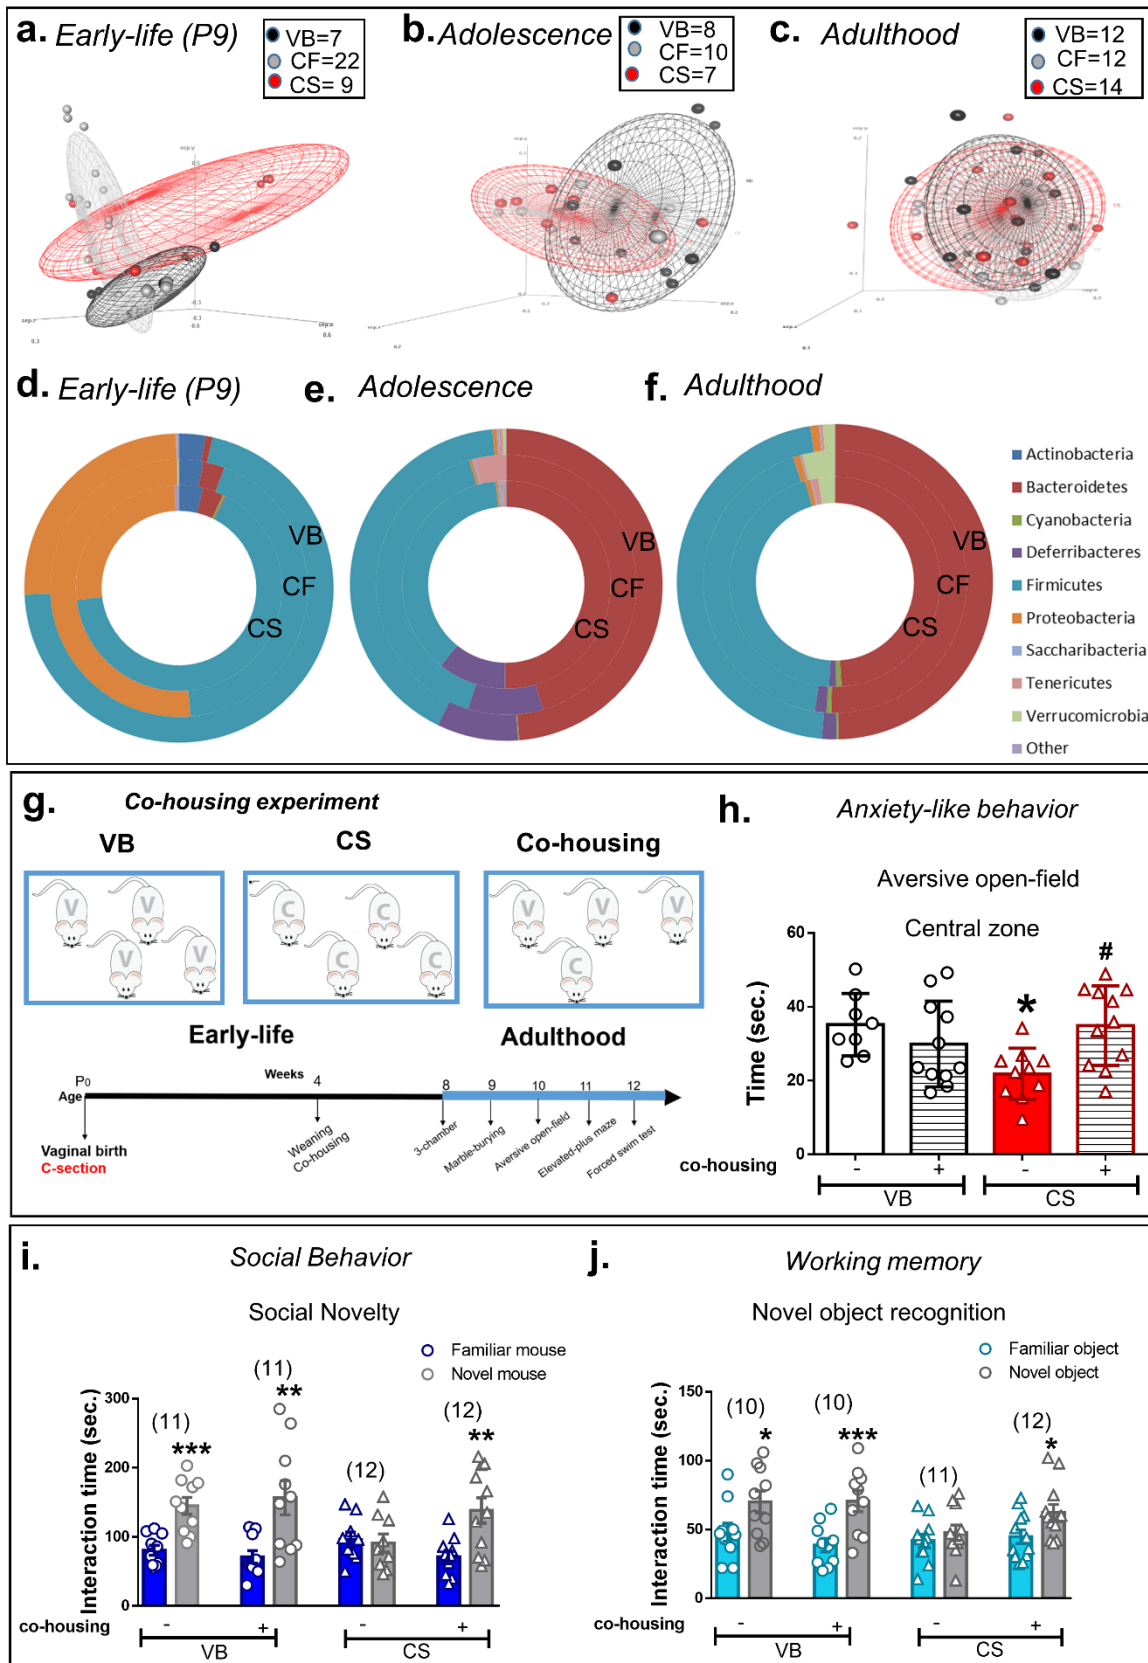 a. Early-life (P9)
VB=7
CF=22
CS= 9
b. Adolescence
VB=8
CF=10
CS=7
c. Adulthood
VB=12
CF=12
CS=14
d. Early-life (P9)
VB
CF
CS
e. Adolescence
VB
CF
CS
f. Adulthood
VB
CF
CS
Actinobacteria
Bacteroidetes
Cyanobacteria
Deferribacteres
Firmicutes
Proteobacteria
Saccharibacteria
Tenericutes
Verrucomicrobia
Other
g. Co-housing experiment
VB CS Co-housing
V V V V
C C C C
V V C
Early-life Adulthood
Weeks
Age P0 4 8 9 10 11 12
Vaginal birth
C-section
Weaning
Co-housing
3-chamber
Marble-burying
Aversive open-field
Elevated-plus maze
Forced swim test
h. Anxiety-like behavior
Aversive open-field
Central zone
Time (sec.)
60
40
20
0
* #
co-housing - + - +
VB CS
i. Social Behavior
Social Novelty
Familiar mouse
Novel mouse
Interaction time (sec.)
300
200
100
0
(11) (11) (12) (12)
*** ** **
co-housing - + - +
VB CS
j. Working memory
Novel object recognition
Familiar object
Novel object
Interaction time (sec.)
150
100
50
0
(10) (10) (11) (12)
* *** *
co-housing - + - +
VB CS